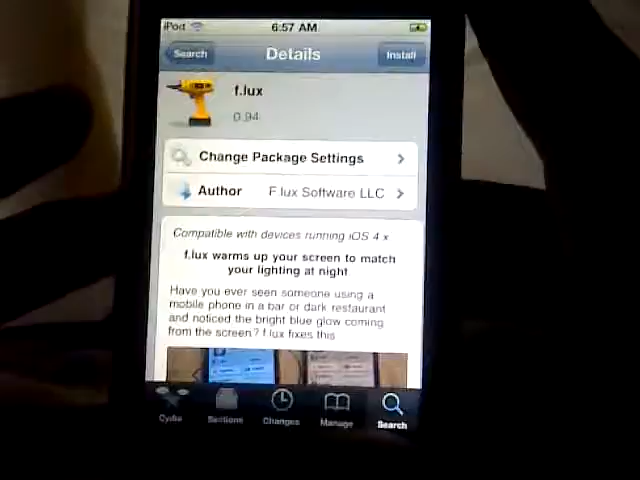 iPod 6:57 AM
Search Details Install
f.lux
0.94
Change Package Settings
Author F.lux Software LLC
Compatible with devices running iOS 4.x
f.lux warms up your screen to match
your lighting at night
Have you ever seen someone using a
mobile phone in a bar or dark restaurant
and noticed the bright blue glow coming
from the screen? f.lux fixes this
Cydia Sections Changes Manage Search